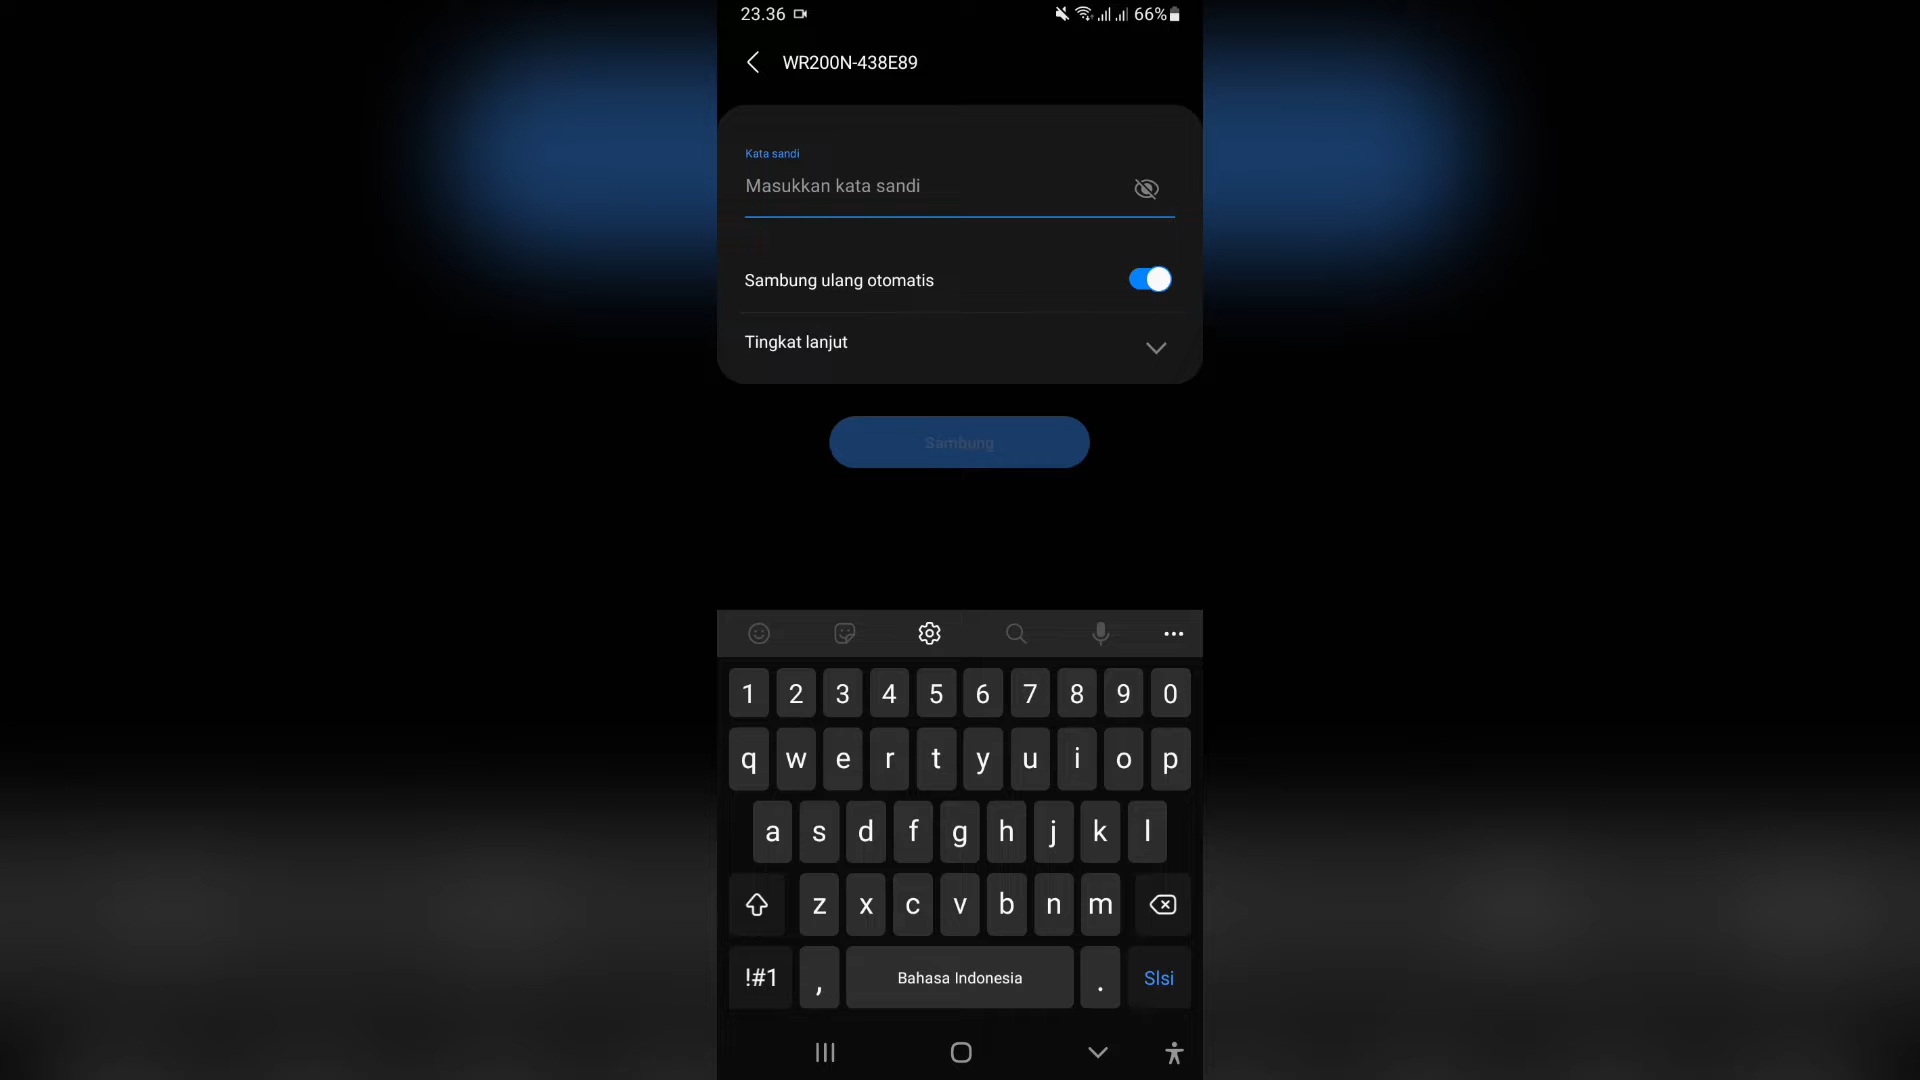 23.36 66%
WR200N-438E89
Kata sandi
Masukkan kata sandi
Sambung ulang otomatis
Tingkat lanjut
Sambung
1 2 3 4 5 6 7 8 9 0
q w e r t y u i o p
a s d f g h j k l
z x c v b n m
!#1 , Bahasa Indonesia . Slsi